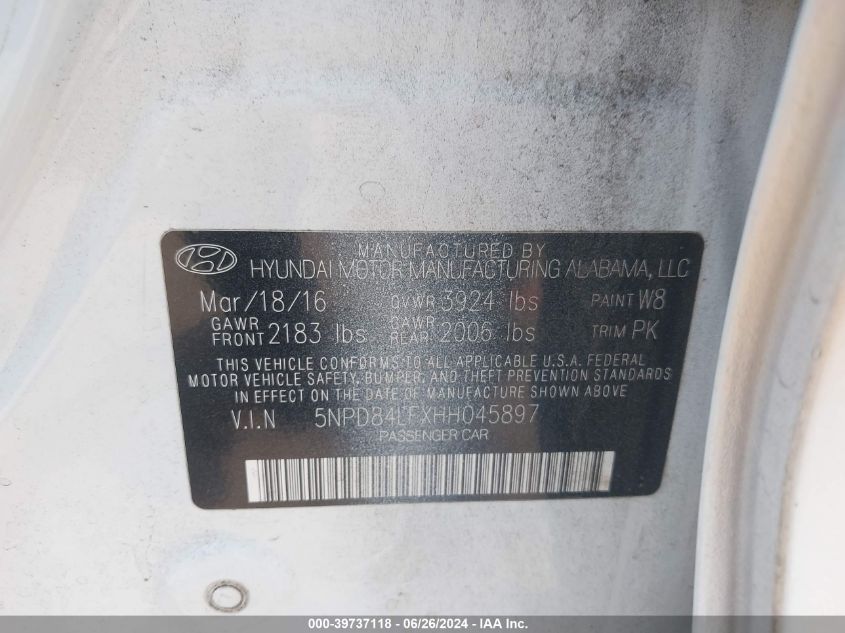 MANUFACTURED BY
HYUNDAI MOTOR MANUFACTURING ALABAMA, LLC
Mar/18/16 GVWR 3924 lbs PAINT W8
GAWR FRONT 2183 lbs GAWR REAR 2006 lbs TRIM PK
THIS VEHICLE CONFORMS TO ALL APPLICABLE U.S.A. FEDERAL
MOTOR VEHICLE SAFETY, BUMPER, AND THEFT PREVENTION STANDARDS
IN EFFECT ON THE DATE OF MANUFACTURE SHOWN ABOVE
V.I.N 5NPD84LFXHH045897
PASSENGER CAR
000-39737118 - 06/26/2024 - IAA Inc.